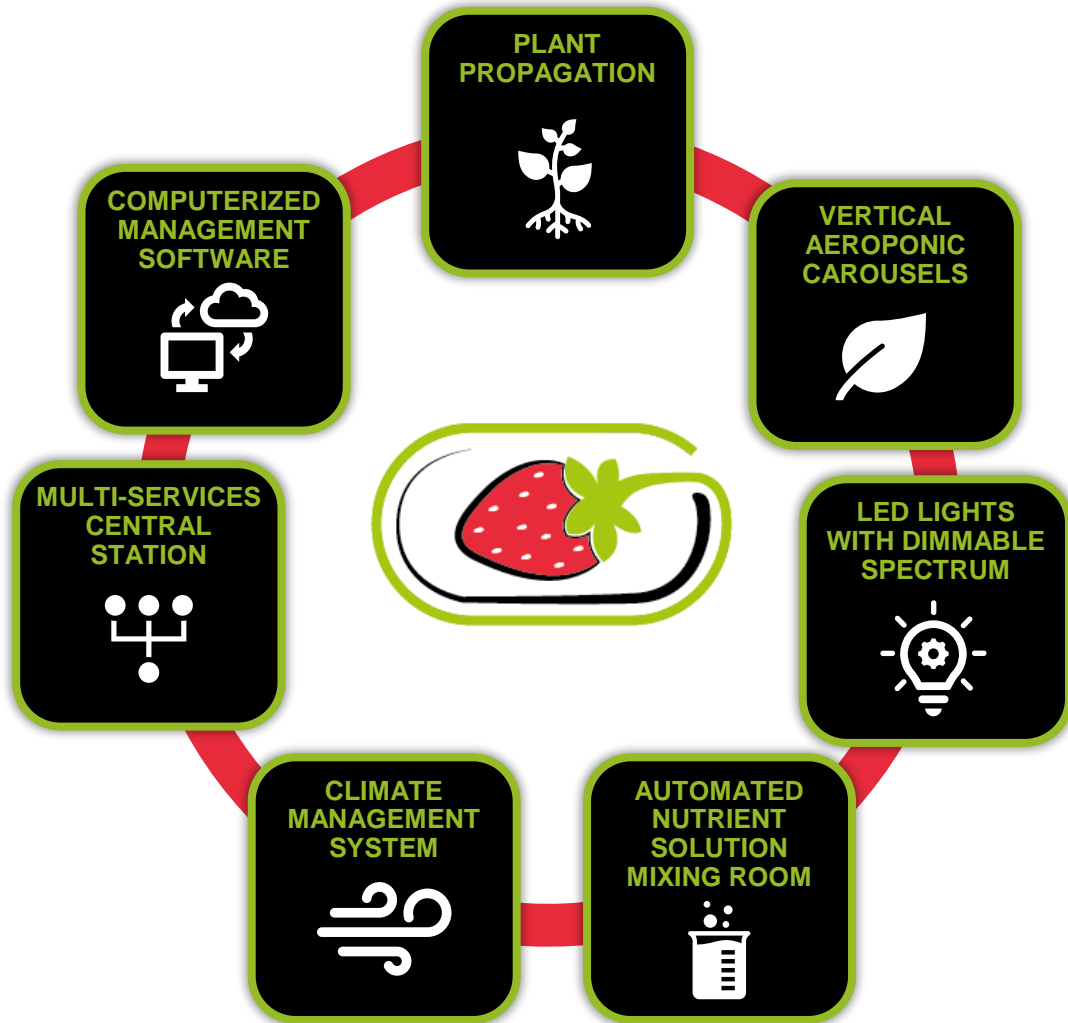 PLANT
PROPAGATION
VERTICAL
AEROPONIC
CAROUSELS
LED LIGHTS
WITH DIMMABLE
SPECTRUM
AUTOMATED
NUTRIENT
SOLUTION
MIXING ROOM
CLIMATE
MANAGEMENT
SYSTEM
MULTI-SERVICES
CENTRAL
STATION
COMPUTERIZED
MANAGEMENT
SOFTWARE